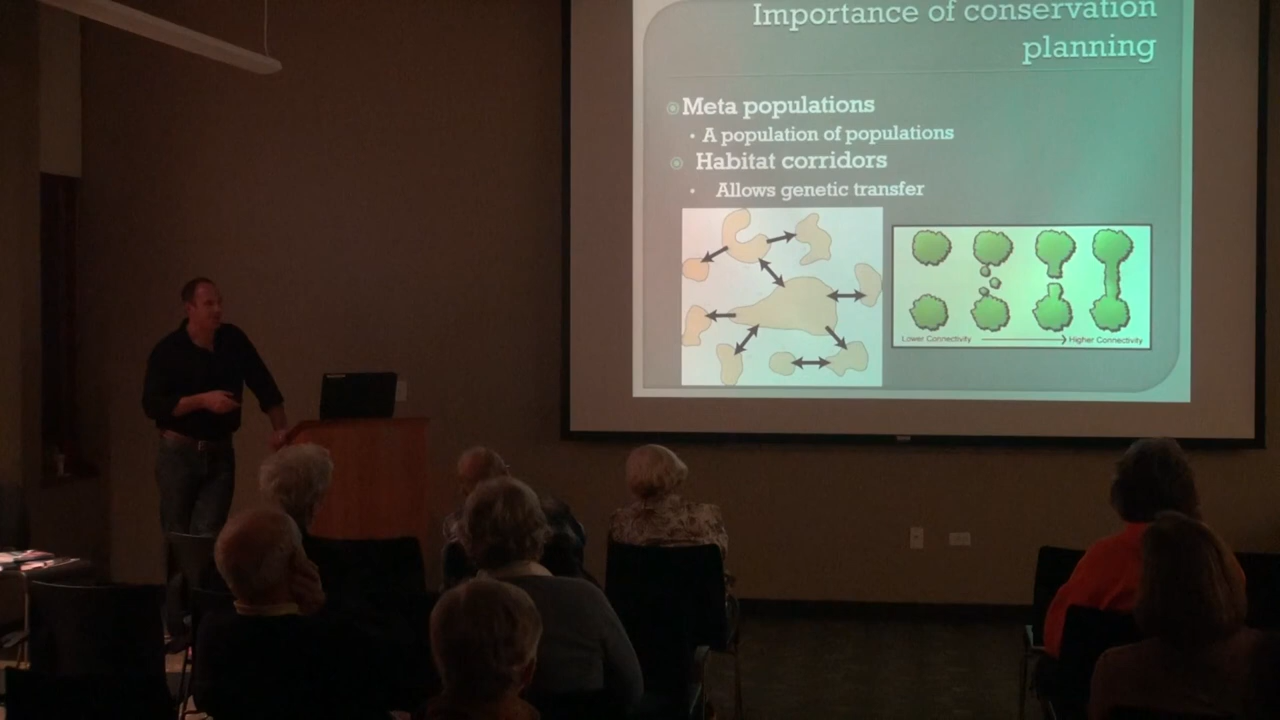 Importance of conservation
planning
Meta populations
• A population of populations
Habitat corridors
• Allows genetic transfer
Lower Connectivity
Higher Connectivity